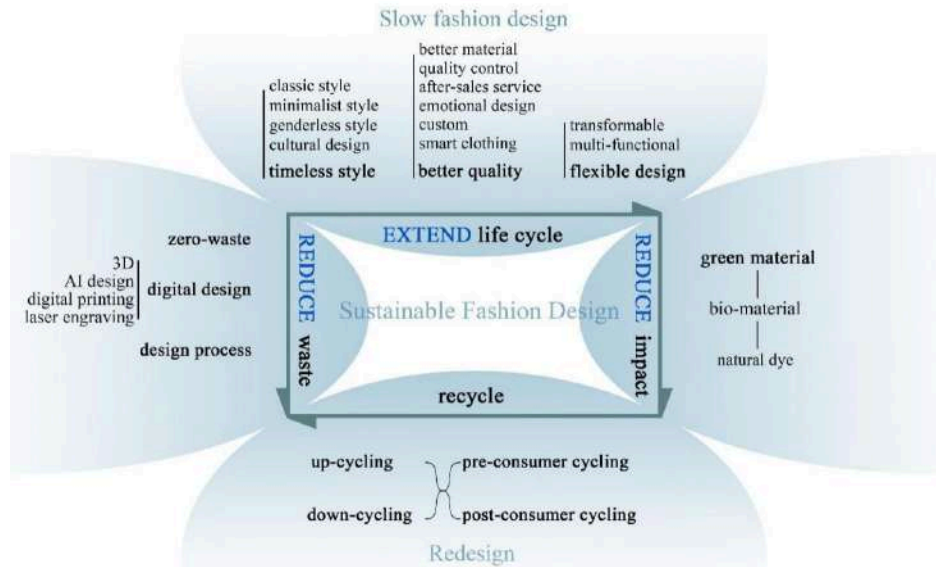 Slow fashion design
classic style
minimalist style
genderless style
cultural design
timeless style
better material
quality control
after-sales service
emotional design
custom
smart clothing
better quality
transformable
multi-functional
flexible design
EXTEND life cycle
zero-waste
3D
AI design
digital printing
laser engraving
digital design
design process
REDUCE waste
Sustainable Fashion Design
REDUCE impact
green material
bio-material
natural dye
recycle
up-cycling
pre-consumer cycling
down-cycling
post-consumer cycling
Redesign